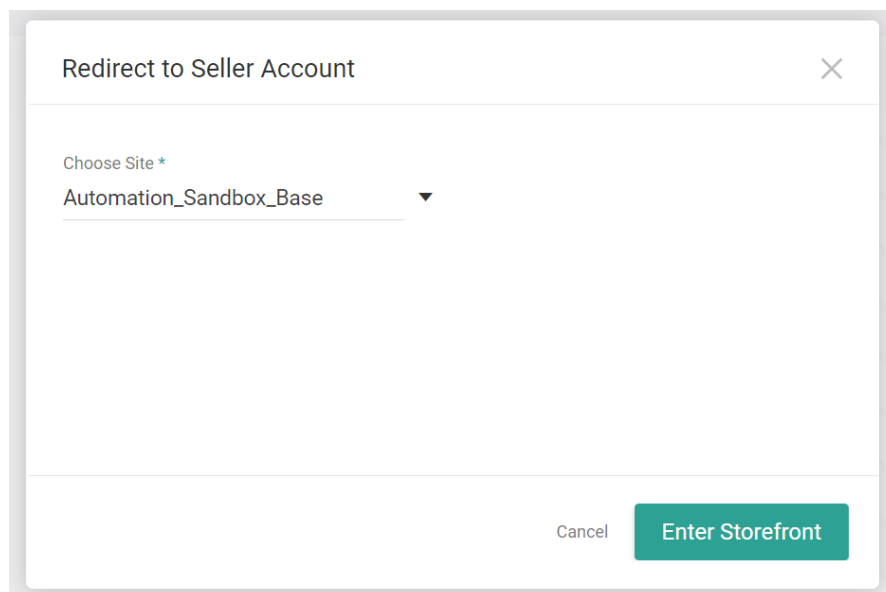 Redirect to Seller Account
Choose Site *
Automation_Sandbox_Base
Cancel
Enter Storefront